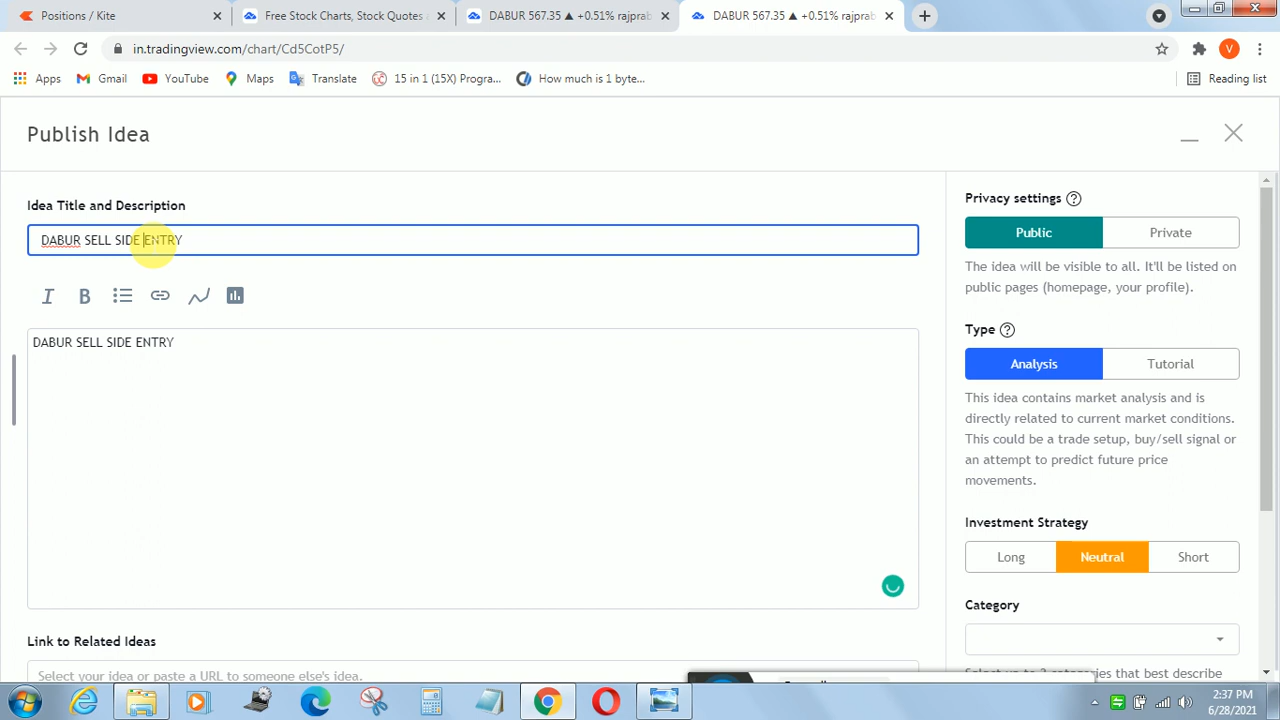 Positions / Kite
Free Stock Charts, Stock Quotes
DABUR 567.35 ▲ +0.51% rajprab
DABUR 567.35 ▲ +0.51% rajprab
in.tradingview.com/chart/Cd5CotP5/
V
Apps
Gmail
YouTube
Maps
Translate
15 in 1 (15X) Progra...
How much is 1 byte...
Reading list
Publish Idea
Idea Title and Description
DABUR SELL SIDE ENTRY
I
B
DABUR SELL SIDE ENTRY
Link to Related Ideas
Select your idea or paste a URL to someone else's idea.
Privacy settings ?
Public
Private
The idea will be visible to all. It'll be listed on
public pages (homepage, your profile).
Type ?
Analysis
Tutorial
This idea contains market analysis and is
directly related to current market conditions.
This could be a trade setup, buy/sell signal or
an attempt to predict future price
movements.
Investment Strategy
Long
Neutral
Short
Category
2:37 PM
6/28/2021